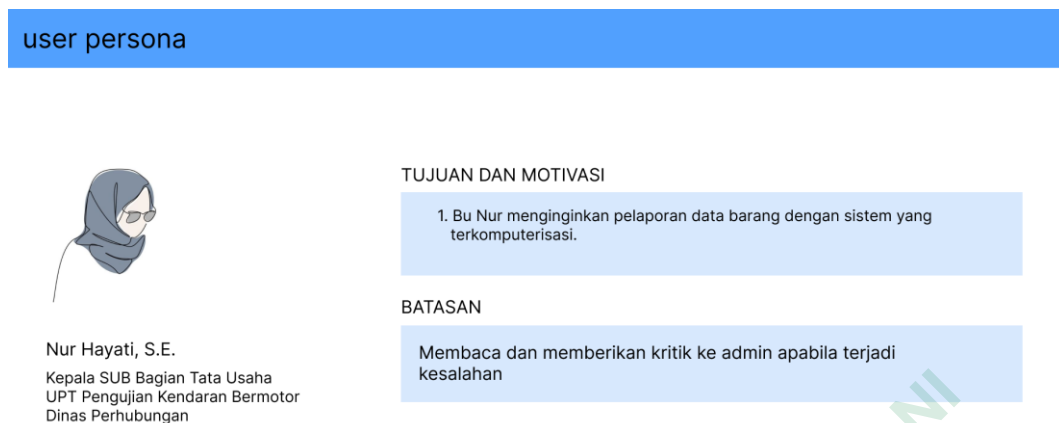 user persona
TUJUAN DAN MOTIVASI
1. Bu Nur menginginkan pelaporan data barang dengan sistem yang
terkomputerisasi.
BATASAN
Membaca dan memberikan kritik ke admin apabila terjadi
kesalahan
Nur Hayati, S.E.
Kepala SUB Bagian Tata Usaha
UPT Pengujian Kendaran Bermotor
Dinas Perhubungan